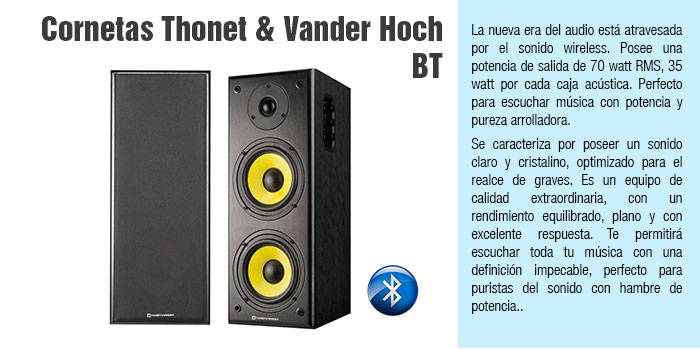 Cornetas Thonet & Vander Hoch
BT
La nueva era del audio está atravesada
por el sonido wireless. Posee una
potencia de salida de 70 watt RMS, 35
watt por cada caja acústica. Perfecto
para escuchar música con potencia y
pureza arrolladora.
Se caracteriza por poseer un sonido
claro y cristalino, optimizado para el
realce de graves. Es un equipo de
calidad extraordinaria, con un
rendimiento equilibrado, plano y con
excelente respuesta. Te permitirá
escuchar toda tu música con una
definición impecable, perfecto para
puristas del sonido con hambre de
potencia..
THONET&VANDER